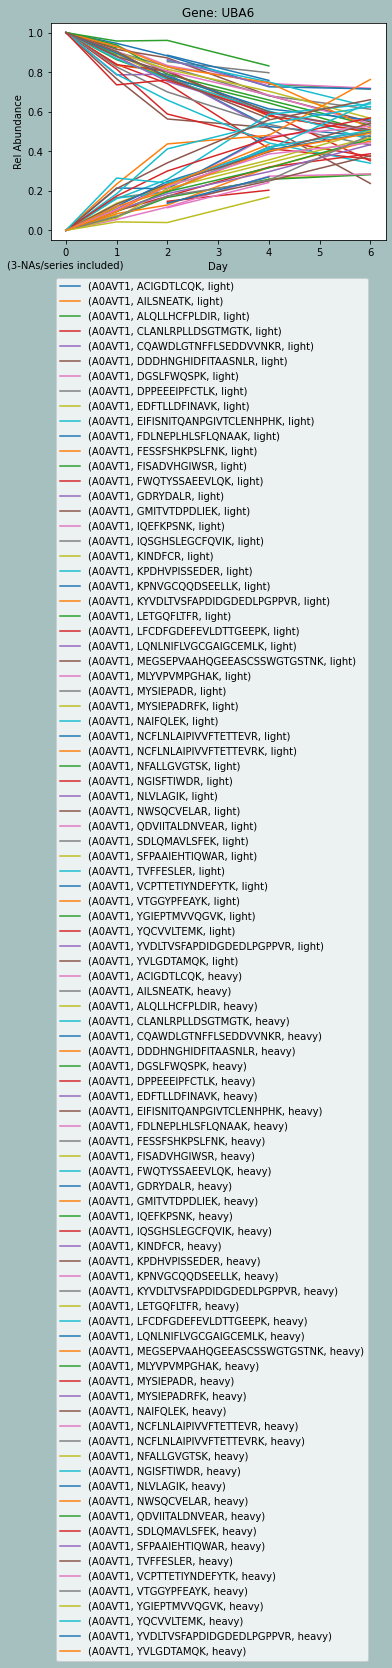 Gene: UBA6
1.0
0.8
0.6
0.4
0.2
0.0
Rel Abundance
0 1 2 3 4 5 6
(3-NAs/series included)
Day
(A0AVT1, ACIGDTLCQK, light)
(A0AVT1, AILSNEATK, light)
(A0AVT1, ALQLLHCFPLDIR, light)
(A0AVT1, CLANLRPLLDSGTMGTK, light)
(A0AVT1, CQAWDLGTNFFLSEDDVVNKR, light)
(A0AVT1, DDDHNGHIDFITAASNLR, light)
(A0AVT1, DGSLFWQSPK, light)
(A0AVT1, DPPEEEIPFCTLK, light)
(A0AVT1, EDFTLLDFINAVK, light)
(A0AVT1, EIFISNITQANPGIVTCLENHPHK, light)
(A0AVT1, FDLNEPLHLSFLQNAAK, light)
(A0AVT1, FESSFSHKPSLFNK, light)
(A0AVT1, FISADVHGIWSR, light)
(A0AVT1, FWQTYSSAEEVLQK, light)
(A0AVT1, GDRYDALR, light)
(A0AVT1, GMITVTDPDLIEK, light)
(A0AVT1, IQEFKPSNK, light)
(A0AVT1, IQSGHSLEGCFQVIK, light)
(A0AVT1, KINDFCR, light)
(A0AVT1, KPDHVPISSEDER, light)
(A0AVT1, KPNVGCQQDSEELLK, light)
(A0AVT1, KYVDLTVSFAPDIDGDEDLPGPPVR, light)
(A0AVT1, LETGQFLTFR, light)
(A0AVT1, LFCDFGDEFEVLDTTGEEPK, light)
(A0AVT1, LQNLNIFLVGCGAIGCEMLK, light)
(A0AVT1, MEGSEPVAAHQGEEASCSSWGTGSTNK, light)
(A0AVT1, MLYVPVMPGHAK, light)
(A0AVT1, MYSIEPADR, light)
(A0AVT1, MYSIEPADRFK, light)
(A0AVT1, NAIFQLEK, light)
(A0AVT1, NCFLNLAIPIVVFTETTEVR, light)
(A0AVT1, NCFLNLAIPIVVFTETTEVRK, light)
(A0AVT1, NFALLGVGTSK, light)
(A0AVT1, NGISFTIWDR, light)
(A0AVT1, NLVLAGIK, light)
(A0AVT1, NWSQCVELAR, light)
(A0AVT1, QDVIITALDNVEAR, light)
(A0AVT1, SDLQMAVLSFEK, light)
(A0AVT1, SFPAAIEHTIQWAR, light)
(A0AVT1, TVFFESLER, light)
(A0AVT1, VCPTTETIYNDEFYTK, light)
(A0AVT1, VTGGYPFEAYK, light)
(A0AVT1, YGIEPTMVVQGVK, light)
(A0AVT1, YQCVVLTEMK, light)
(A0AVT1, YVDLTVSFAPDIDGDEDLPGPPVR, light)
(A0AVT1, YVLGDTAMQK, light)
(A0AVT1, ACIGDTLCQK, heavy)
(A0AVT1, AILSNEATK, heavy)
(A0AVT1, ALQLLHCFPLDIR, heavy)
(A0AVT1, CLANLRPLLDSGTMGTK, heavy)
(A0AVT1, CQAWDLGTNFFLSEDDVVNKR, heavy)
(A0AVT1, DDDHNGHIDFITAASNLR, heavy)
(A0AVT1, DGSLFWQSPK, heavy)
(A0AVT1, DPPEEEIPFCTLK, heavy)
(A0AVT1, EDFTLLDFINAVK, heavy)
(A0AVT1, EIFISNITQANPGIVTCLENHPHK, heavy)
(A0AVT1, FDLNEPLHLSFLQNAAK, heavy)
(A0AVT1, FESSFSHKPSLFNK, heavy)
(A0AVT1, FISADVHGIWSR, heavy)
(A0AVT1, FWQTYSSAEEVLQK, heavy)
(A0AVT1, GDRYDALR, heavy)
(A0AVT1, GMITVTDPDLIEK, heavy)
(A0AVT1, IQEFKPSNK, heavy)
(A0AVT1, IQSGHSLEGCFQVIK, heavy)
(A0AVT1, KINDFCR, heavy)
(A0AVT1, KPDHVPISSEDER, heavy)
(A0AVT1, KPNVGCQQDSEELLK, heavy)
(A0AVT1, KYVDLTVSFAPDIDGDEDLPGPPVR, heavy)
(A0AVT1, LETGQFLTFR, heavy)
(A0AVT1, LFCDFGDEFEVLDTTGEEPK, heavy)
(A0AVT1, LQNLNIFLVGCGAIGCEMLK, heavy)
(A0AVT1, MEGSEPVAAHQGEEASCSSWGTGSTNK, heavy)
(A0AVT1, MLYVPVMPGHAK, heavy)
(A0AVT1, MYSIEPADR, heavy)
(A0AVT1, MYSIEPADRFK, heavy)
(A0AVT1, NAIFQLEK, heavy)
(A0AVT1, NCFLNLAIPIVVFTETTEVR, heavy)
(A0AVT1, NCFLNLAIPIVVFTETTEVRK, heavy)
(A0AVT1, NFALLGVGTSK, heavy)
(A0AVT1, NGISFTIWDR, heavy)
(A0AVT1, NLVLAGIK, heavy)
(A0AVT1, NWSQCVELAR, heavy)
(A0AVT1, QDVIITALDNVEAR, heavy)
(A0AVT1, SDLQMAVLSFEK, heavy)
(A0AVT1, SFPAAIEHTIQWAR, heavy)
(A0AVT1, TVFFESLER, heavy)
(A0AVT1, VCPTTETIYNDEFYTK, heavy)
(A0AVT1, VTGGYPFEAYK, heavy)
(A0AVT1, YGIEPTMVVQGVK, heavy)
(A0AVT1, YQCVVLTEMK, heavy)
(A0AVT1, YVDLTVSFAPDIDGDEDLPGPPVR, heavy)
(A0AVT1, YVLGDTAMQK, heavy)